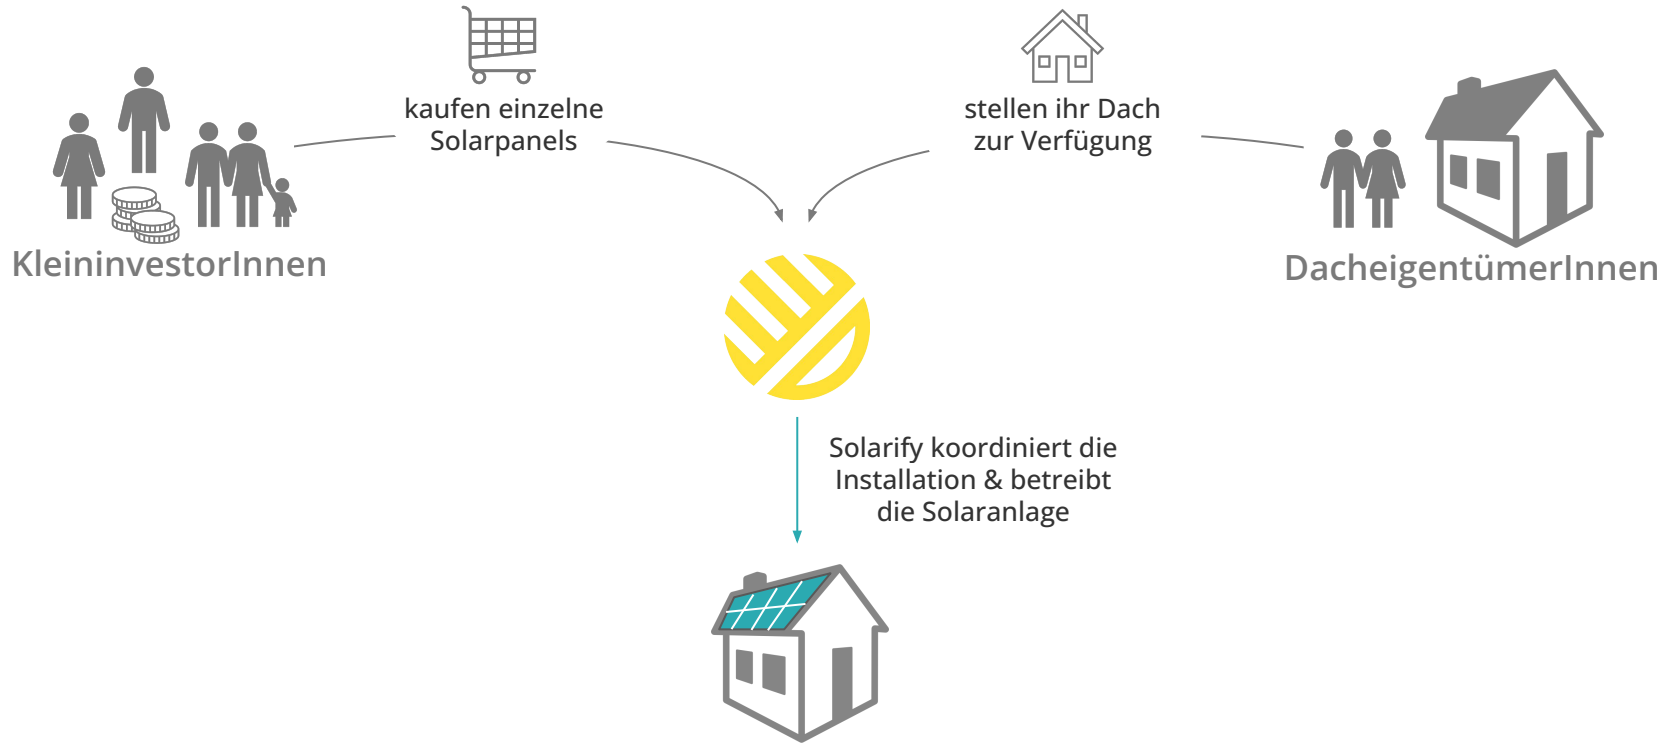 kaufen einzelne
Solarpanels
stellen ihr Dach
zur Verfügung
KleininvestorInnen
DacheigentümerInnen
Solarify koordiniert die
Installation & betreibt
die Solaranlage